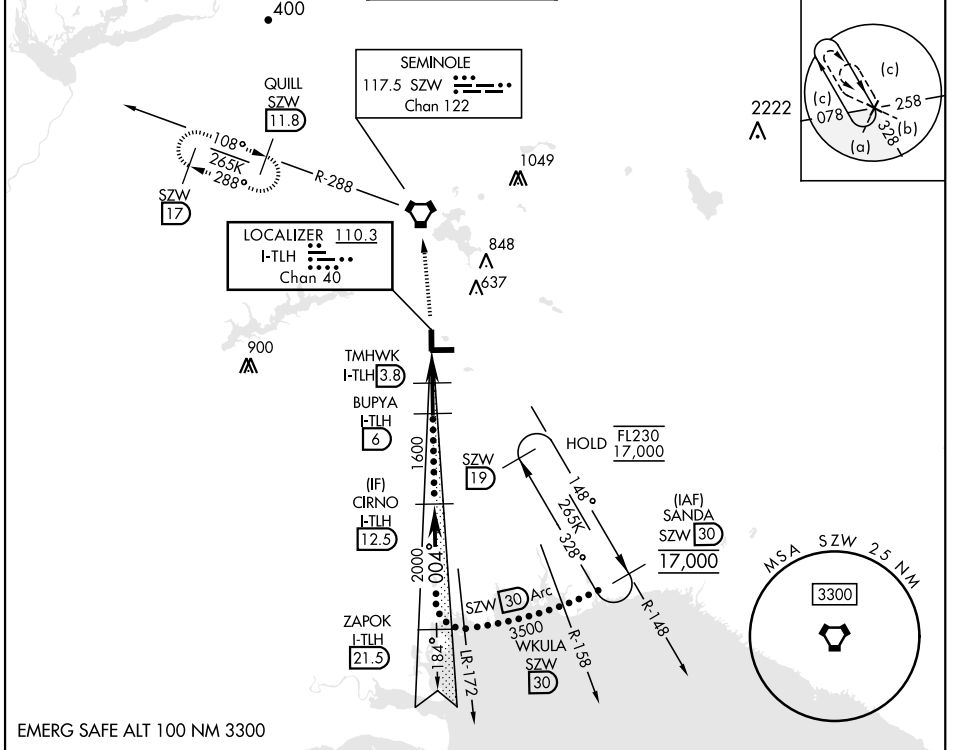 400
SEMINOLE
117.5 SZW
Chan 122
QUILL
SZW
11.8
108°
265K
288°
R-288
SZW
17
1049
2222
(c)
(c)
078
258
328
(b)
(a)
LOCALIZER 110.3
I-TLH
Chan 40
848
637
900
TMHWK
I-TLH 3.8
BUPYA
I-TLH
6
1600
(IF)
CIRNO
I-TLH
12.5
2000
004°
ZAPOK
I-TLH
21.5
184°
SZW
19
HOLD FL230
17,000
148°
265K
328°
(IAF)
SANDA
SZW 30
17,000
SZW 30 Arc
3500
WKULA
SZW
30
LR-172
R-158
R-148
MSA SZW 25 NM
3300
EMERG SAFE ALT 100 NM 3300